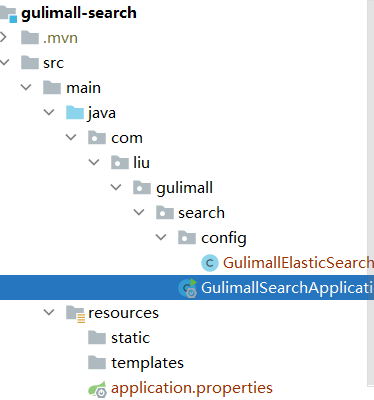 gulimall-search
.mvn
src
main
java
com
liu
gulimall
search
config
GulimallElasticSearch
GulimallSearchApplicati
resources
static
templates
application.properties